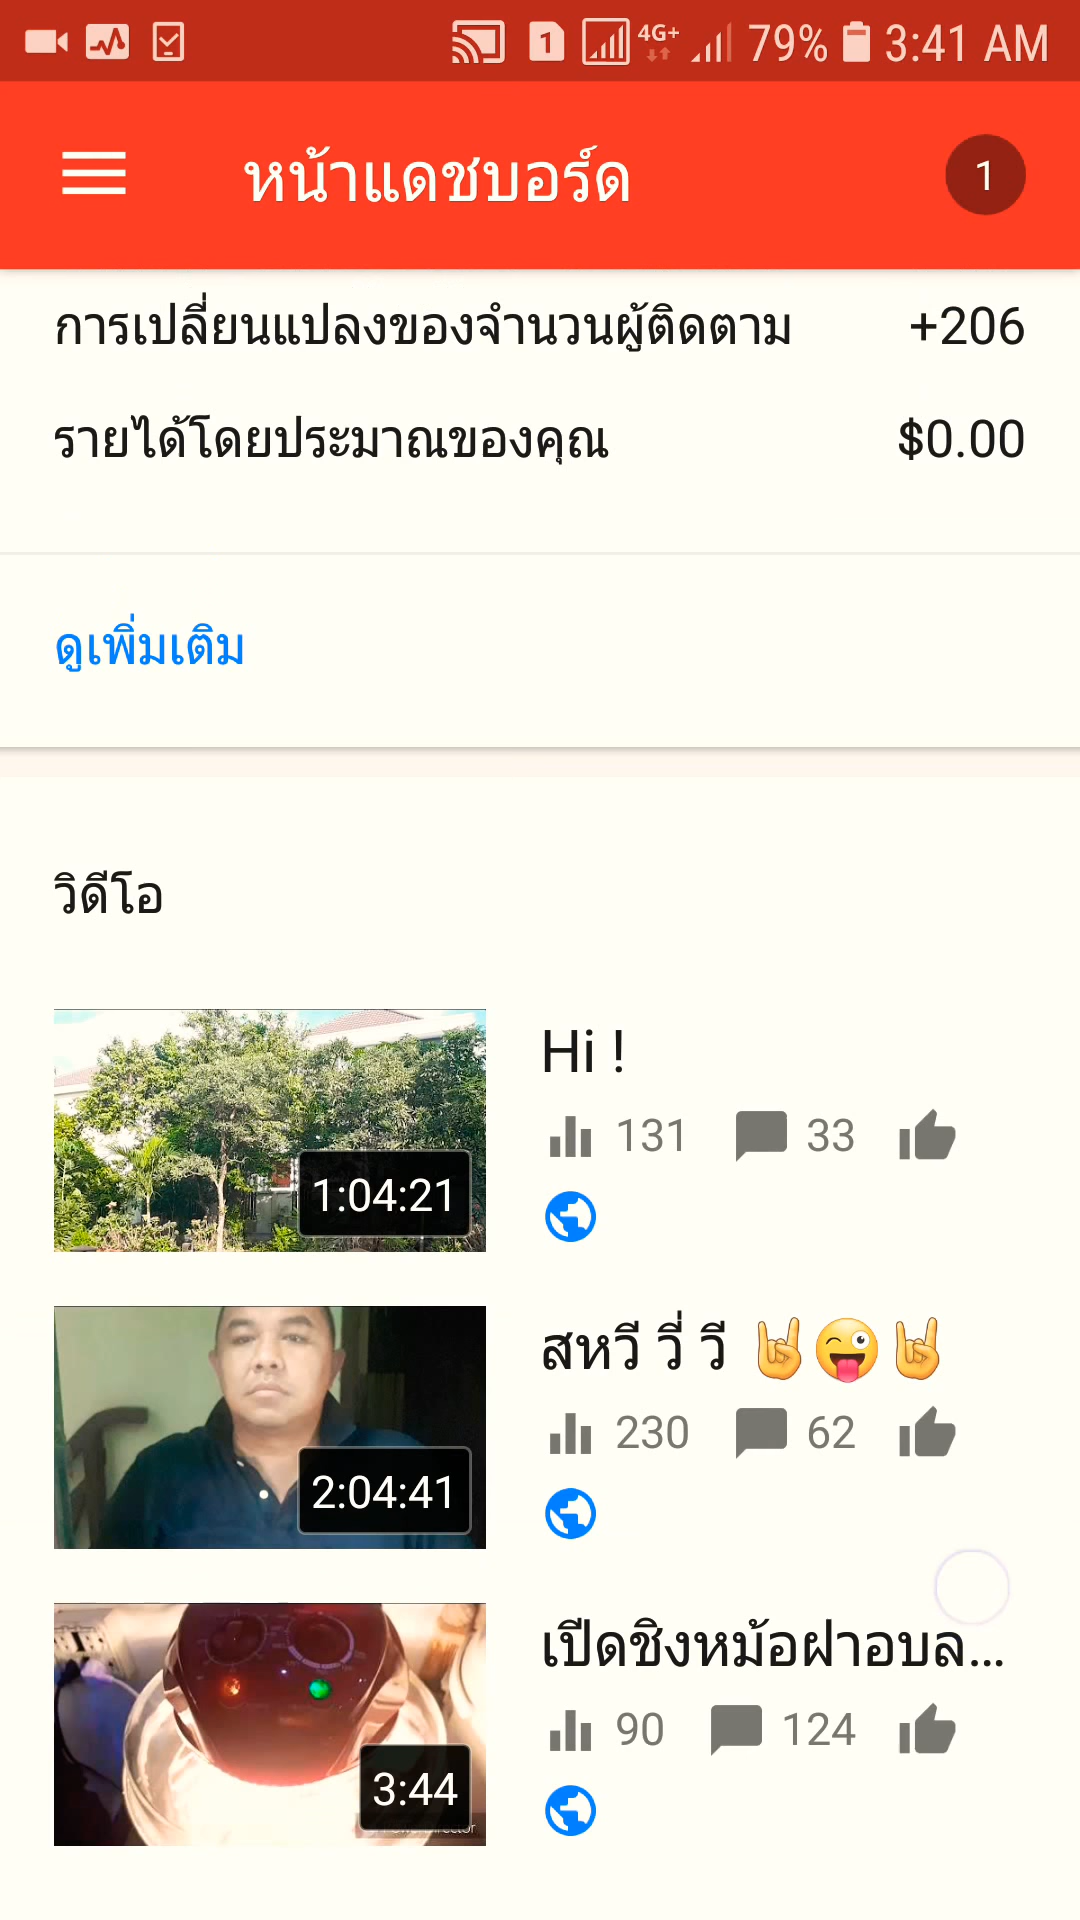 1 4G+ 79% 3:41 AM
หน้าแดชบอร์ด 1
การเปลี่ยนแปลงของจำนวนผู้ติดตาม +206
รายได้โดยประมาณของคุณ $0.00
ดูเพิ่มเติม
วิดีโอ
Hi !
131 33
1:04:21
สหวี วี่ วี 🤘😜🤘
230 62
2:04:41
เปิดชิงหม้อฝาอบล...
90 124
3:44